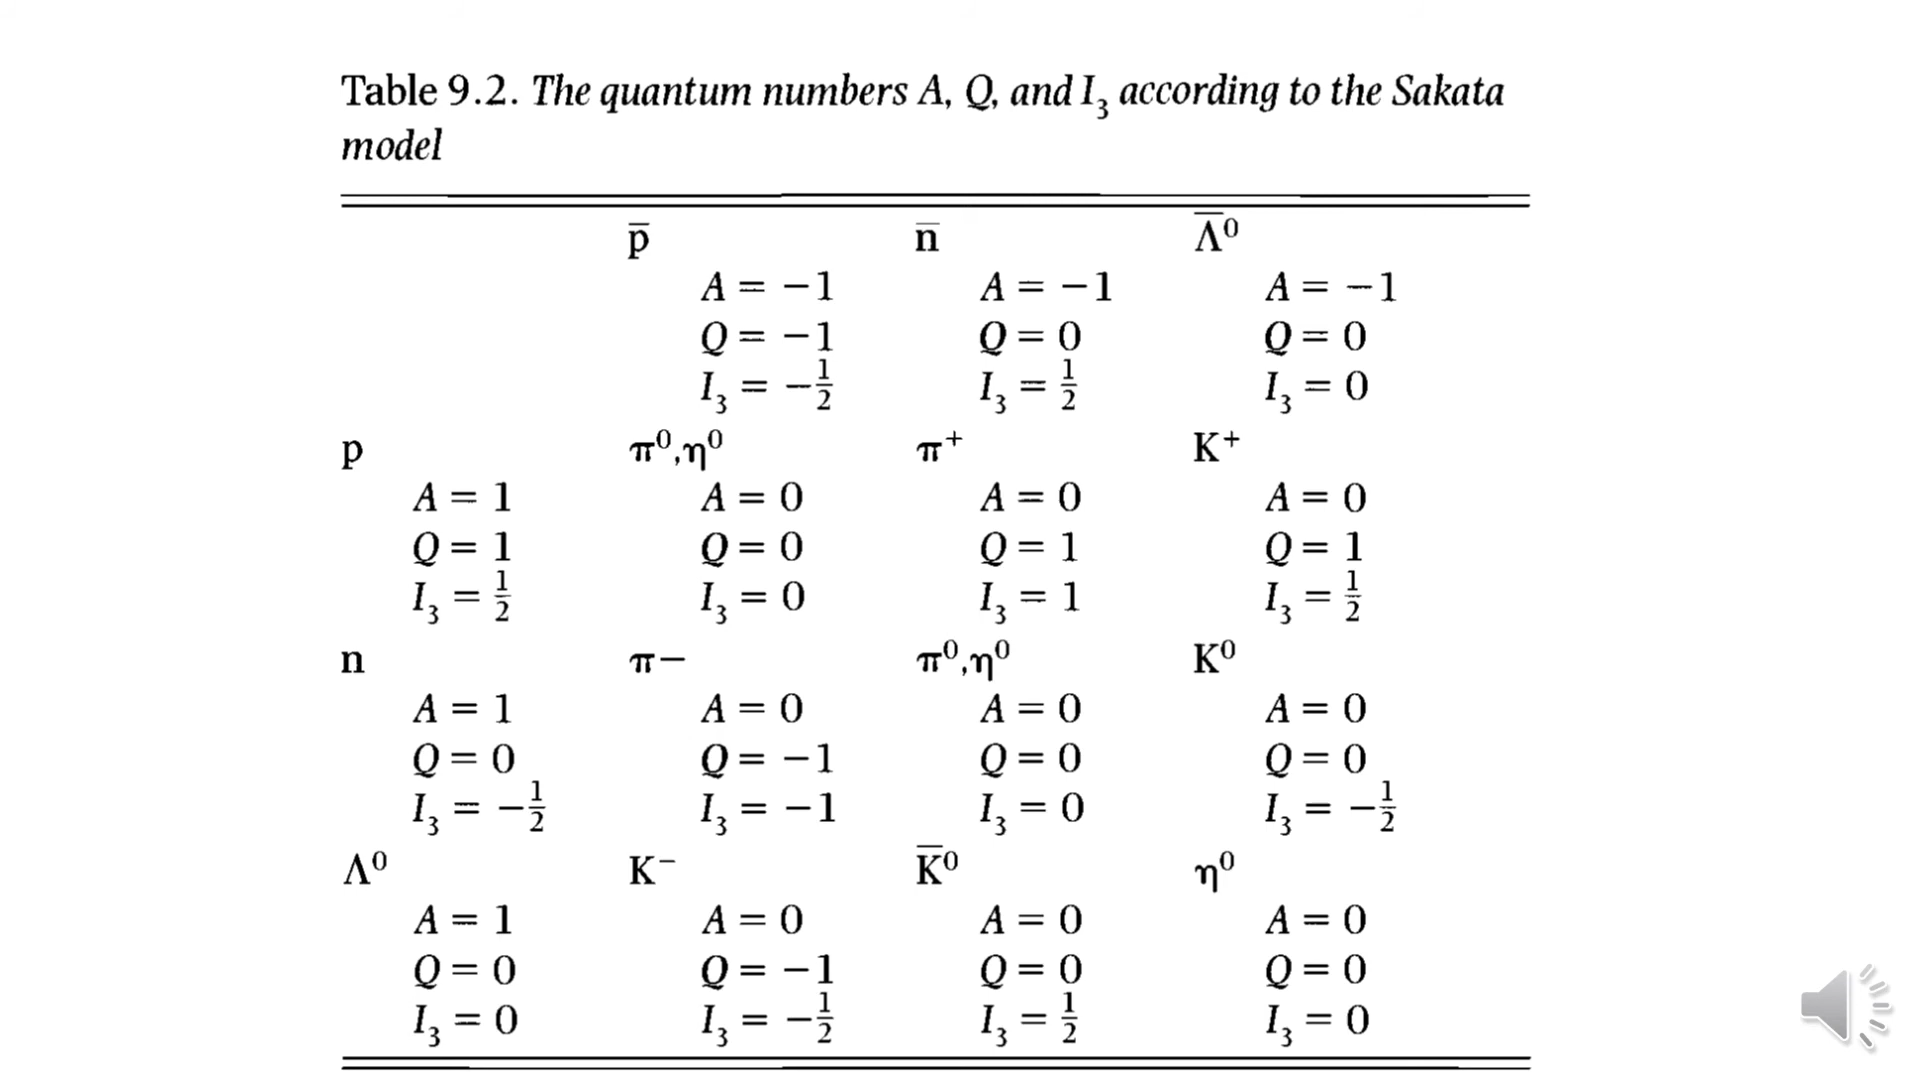 Table 9.2. The quantum numbers A, Q, and I₃ according to the Sakata
model
p̅ n̅ Λ̅⁰
A = −1 A = −1 A = −1
Q = −1 Q = 0 Q = 0
I₃ = −½ I₃ = ½ I₃ = 0
p π⁰,η⁰ π⁺ K⁺
A = 1 A = 0 A = 0 A = 0
Q = 1 Q = 0 Q = 1 Q = 1
I₃ = ½ I₃ = 0 I₃ = 1 I₃ = ½
n π− π⁰,η⁰ K⁰
A = 1 A = 0 A = 0 A = 0
Q = 0 Q = −1 Q = 0 Q = 0
I₃ = −½ I₃ = −1 I₃ = 0 I₃ = −½
Λ⁰ K⁻ K̅⁰ η⁰
A = 1 A = 0 A = 0 A = 0
Q = 0 Q = −1 Q = 0 Q = 0
I₃ = 0 I₃ = −½ I₃ = ½ I₃ = 0